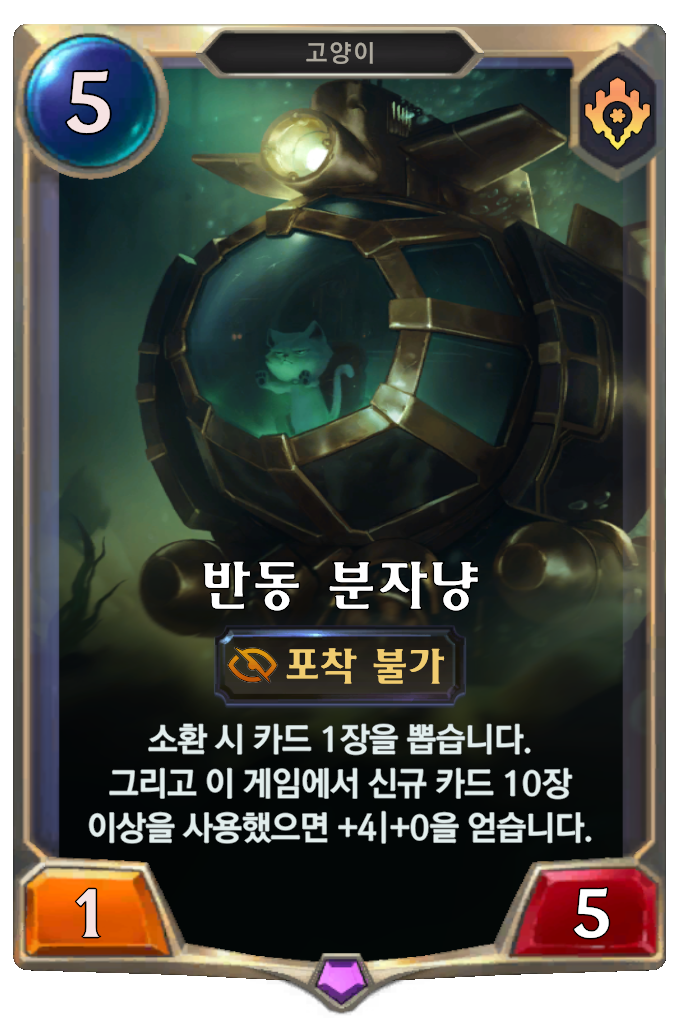 고양이
5
반동 분자냥
포착 불가
소환 시 카드 1장을 뽑습니다.
그리고 이 게임에서 신규 카드 10장
이상을 사용했으면 +4|+0을 얻습니다.
1
5